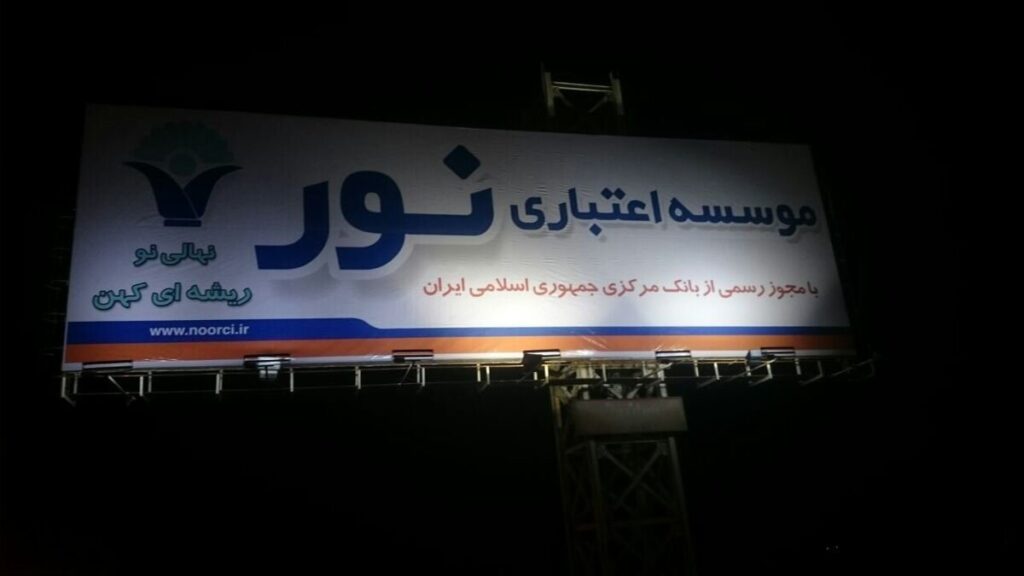 موسسه اعتباری نور
با مجوز رسمی از بانک مرکزی جمهوری اسلامی ایران
نهالی نو
ریشه ای کهن
www.noorci.ir